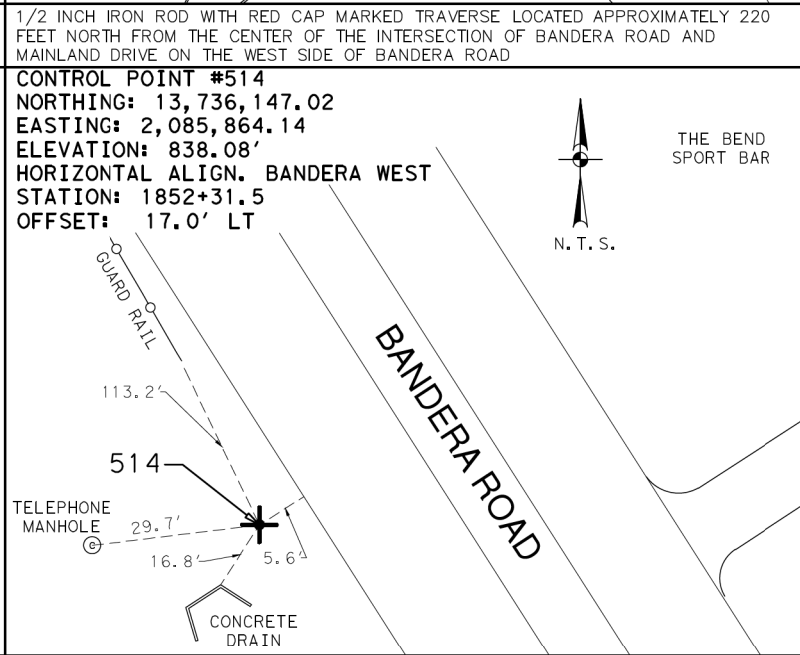 1/2 INCH IRON ROD WITH RED CAP MARKED TRAVERSE LOCATED APPROXIMATELY 220
FEET NORTH FROM THE CENTER OF THE INTERSECTION OF BANDERA ROAD AND
MAINLAND DRIVE ON THE WEST SIDE OF BANDERA ROAD
CONTROL POINT #514
NORTHING: 13,736,147.02
EASTING: 2,085,864.14
ELEVATION: 838.08'
HORIZONTAL ALIGN. BANDERA WEST
STATION: 1852+31.5
OFFSET: 17.0' LT
THE BEND
SPORT BAR
N.T.S.
GUARD RAIL
113.2'
BANDERA ROAD
514
TELEPHONE
MANHOLE
29.7'
16.8'
5.6'
CONCRETE
DRAIN